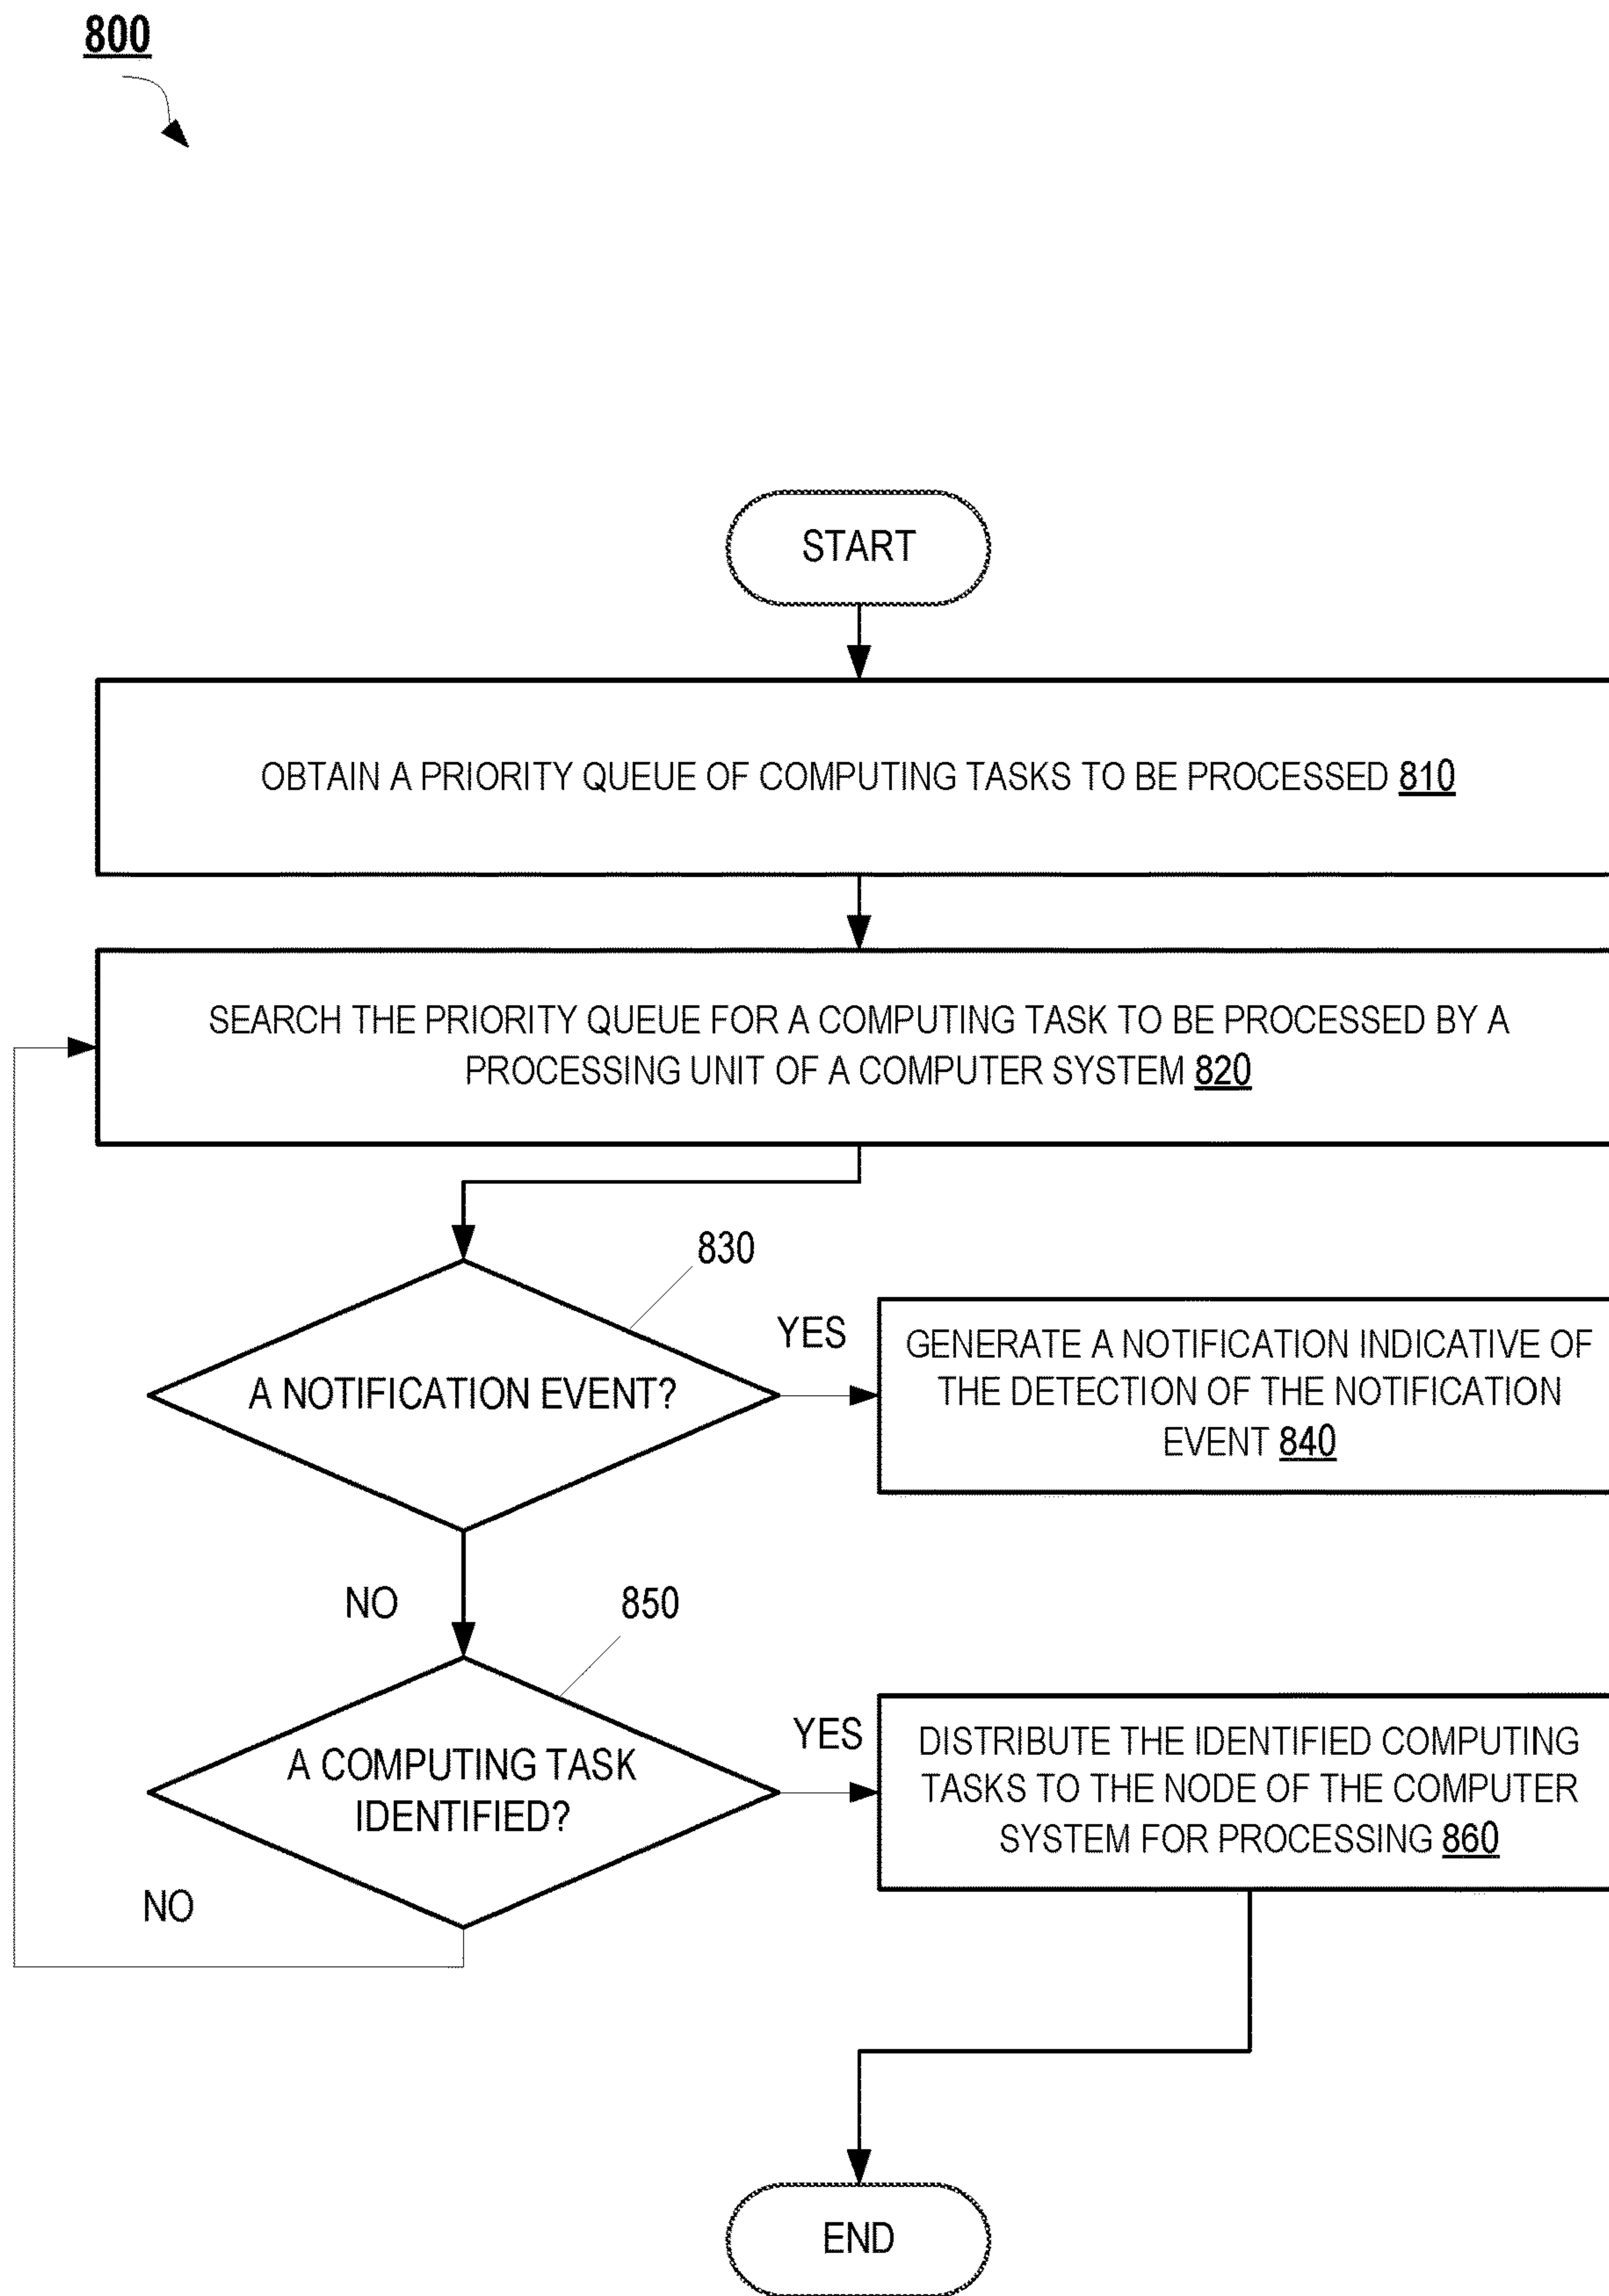 800
START
OBTAIN A PRIORITY QUEUE OF COMPUTING TASKS TO BE PROCESSED 810
SEARCH THE PRIORITY QUEUE FOR A COMPUTING TASK TO BE PROCESSED BY A
PROCESSING UNIT OF A COMPUTER SYSTEM 820
830
A NOTIFICATION EVENT?
YES
GENERATE A NOTIFICATION INDICATIVE OF
THE DETECTION OF THE NOTIFICATION
EVENT 840
NO
850
A COMPUTING TASK
IDENTIFIED?
YES
DISTRIBUTE THE IDENTIFIED COMPUTING
TASKS TO THE NODE OF THE COMPUTER
SYSTEM FOR PROCESSING 860
NO
END